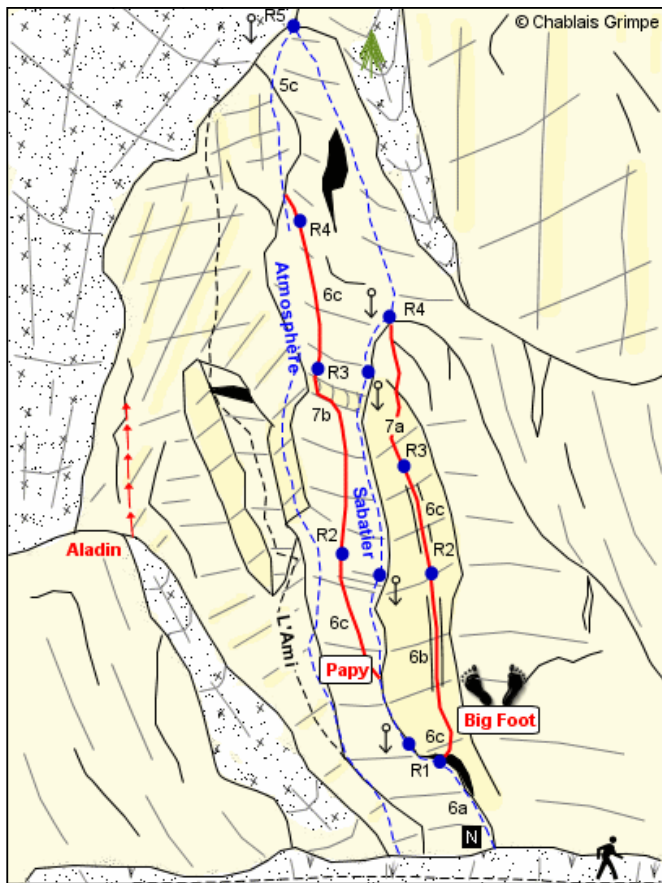 © Chablais Grimpe
R5
5c
R4
Atmosphère
6c
R4
R3
7b
7a
R3
Sabatier
6c
Aladin
R2
R2
L'Ami
6c
6b
Papy
Big Foot
6c
R1
6a
N